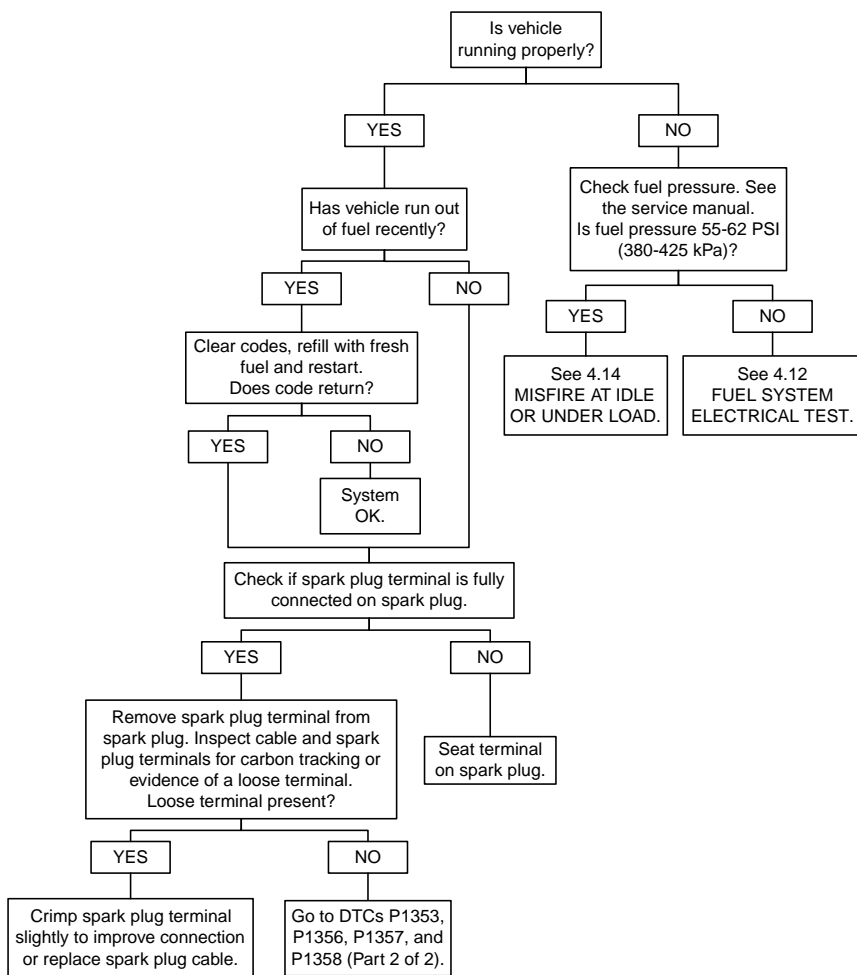 Is vehicle
running properly?
YES
NO
Has vehicle run out
of fuel recently?
Check fuel pressure. See
the service manual.
Is fuel pressure 55-62 PSI
(380-425 kPa)?
YES
NO
YES
NO
Clear codes, refill with fresh
fuel and restart.
Does code return?
See 4.14
MISFIRE AT IDLE
OR UNDER LOAD.
See 4.12
FUEL SYSTEM
ELECTRICAL TEST.
YES
NO
System
OK.
Check if spark plug terminal is fully
connected on spark plug.
YES
NO
Remove spark plug terminal from
spark plug. Inspect cable and spark
plug terminals for carbon tracking or
evidence of a loose terminal.
Loose terminal present?
Seat terminal
on spark plug.
YES
NO
Crimp spark plug terminal
slightly to improve connection
or replace spark plug cable.
Go to DTCs P1353,
P1356, P1357, and
P1358 (Part 2 of 2).